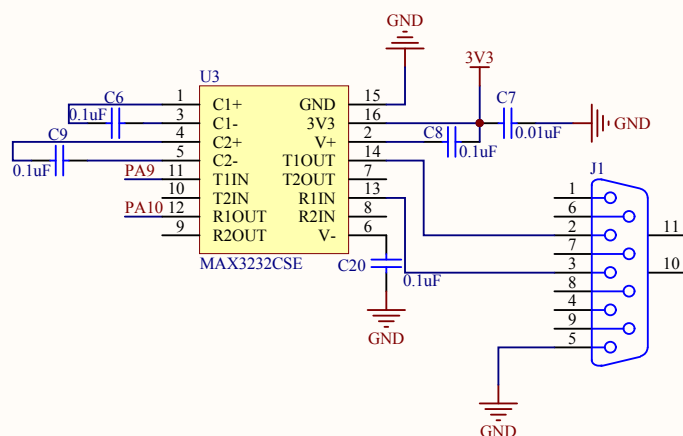 GND
3V3
U3
C6
0.1uF
C9
0.1uF
PA9
PA10
1 C1+ GND 15
3 C1- 3V3 16
4 C2+ V+ 2
5 C2- T1OUT 14
11 T1IN T2OUT 7
10 T2IN R1IN 13
12 R1OUT R2IN 8
9 R2OUT V- 6
MAX3232CSE
C7
0.01uF
GND
C8
0.1uF
C20
0.1uF
GND
J1
1
6
2
7
3
8
4
9
5
11
10
GND